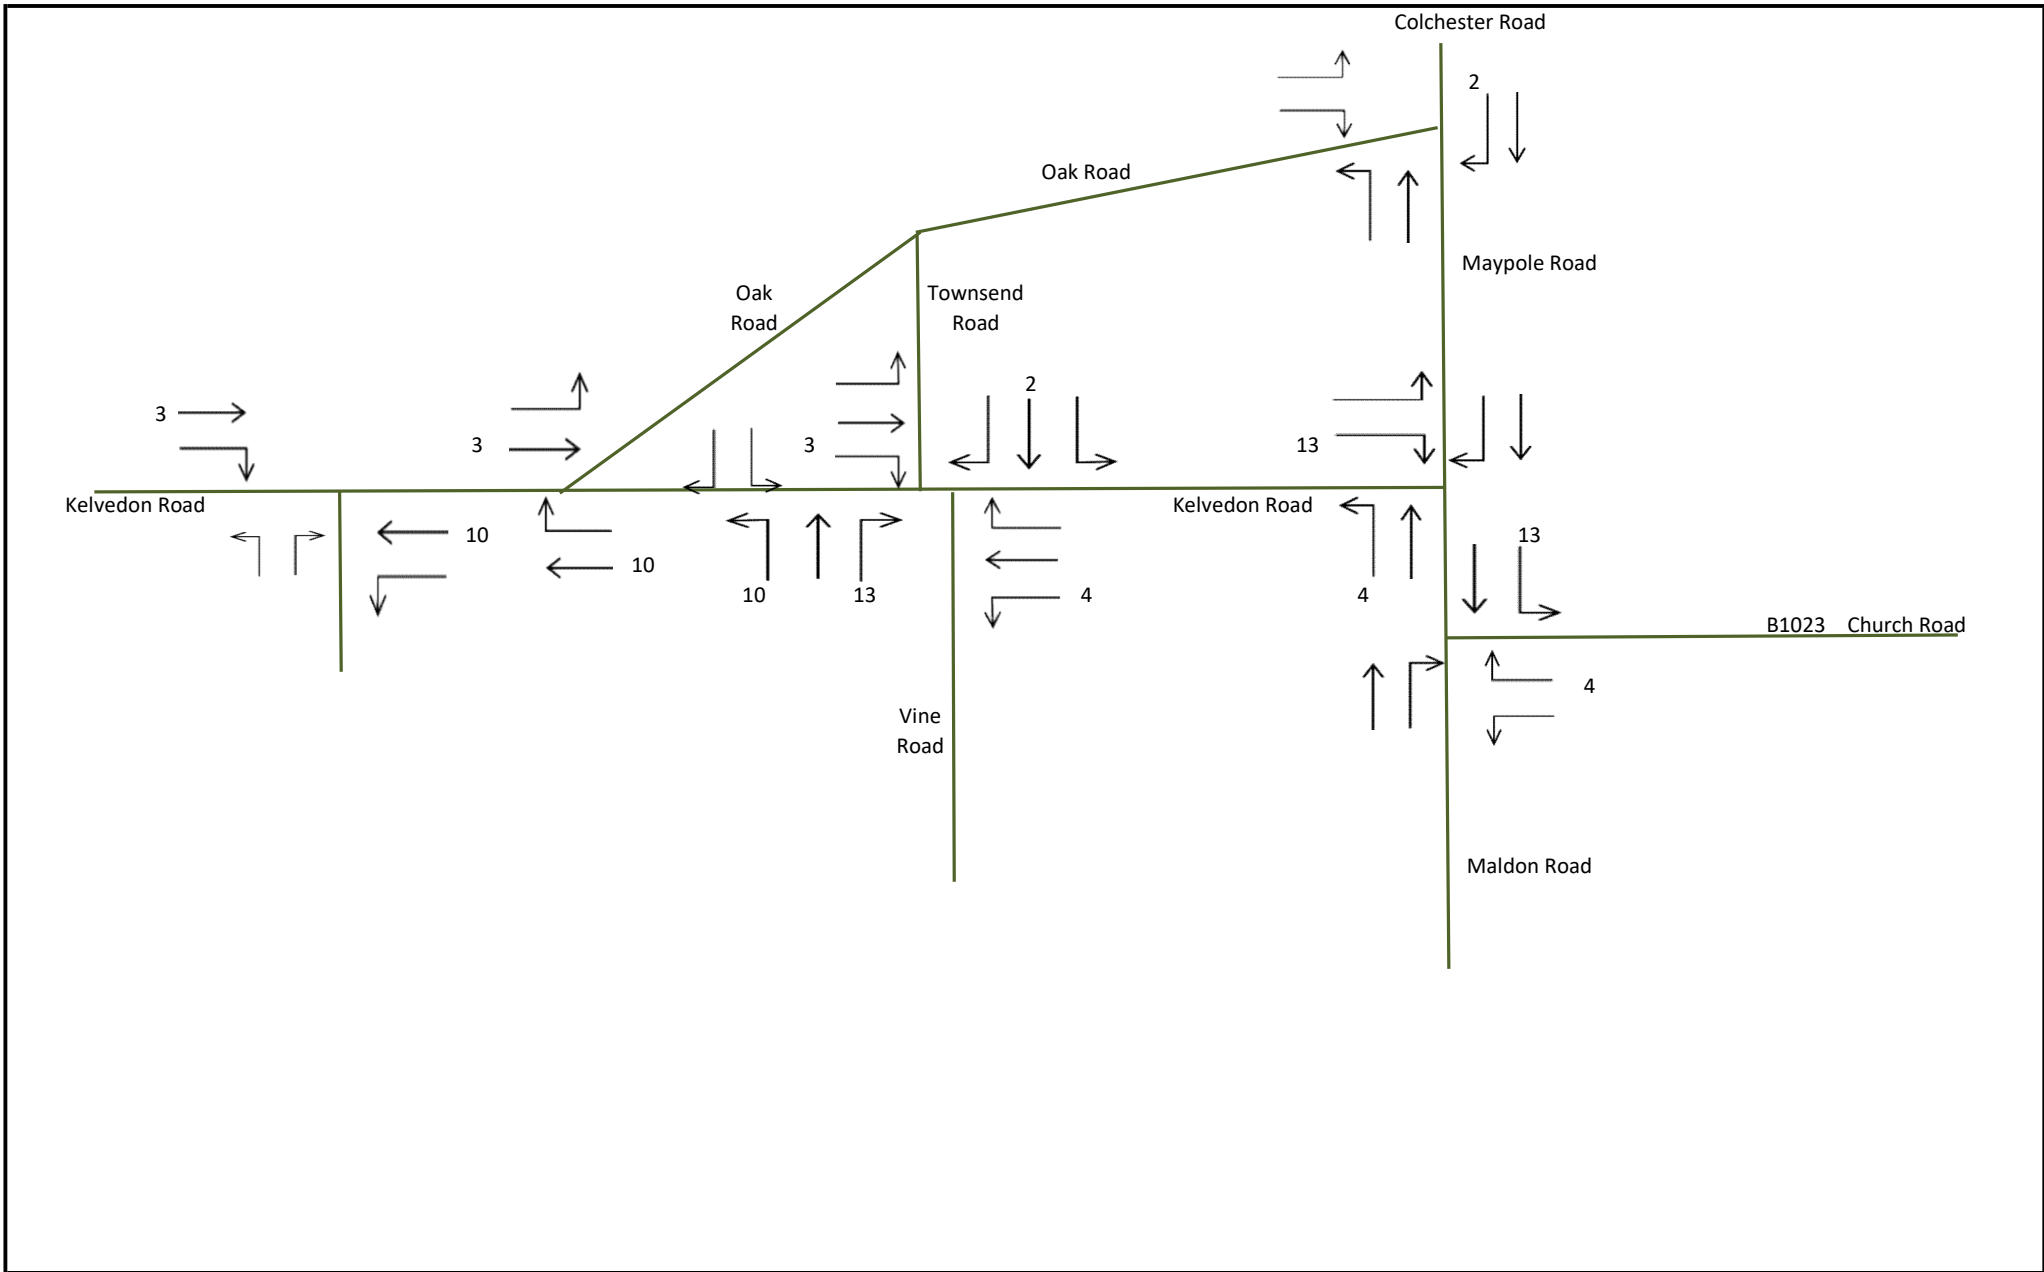 Colchester Road
2
Oak Road
Maypole Road
Oak
Road
Townsend
Road
2
3
3
3
13
Kelvedon Road
Kelvedon Road
10
10
10
13
4
4
13
B1023 Church Road
4
Vine
Road
Maldon Road